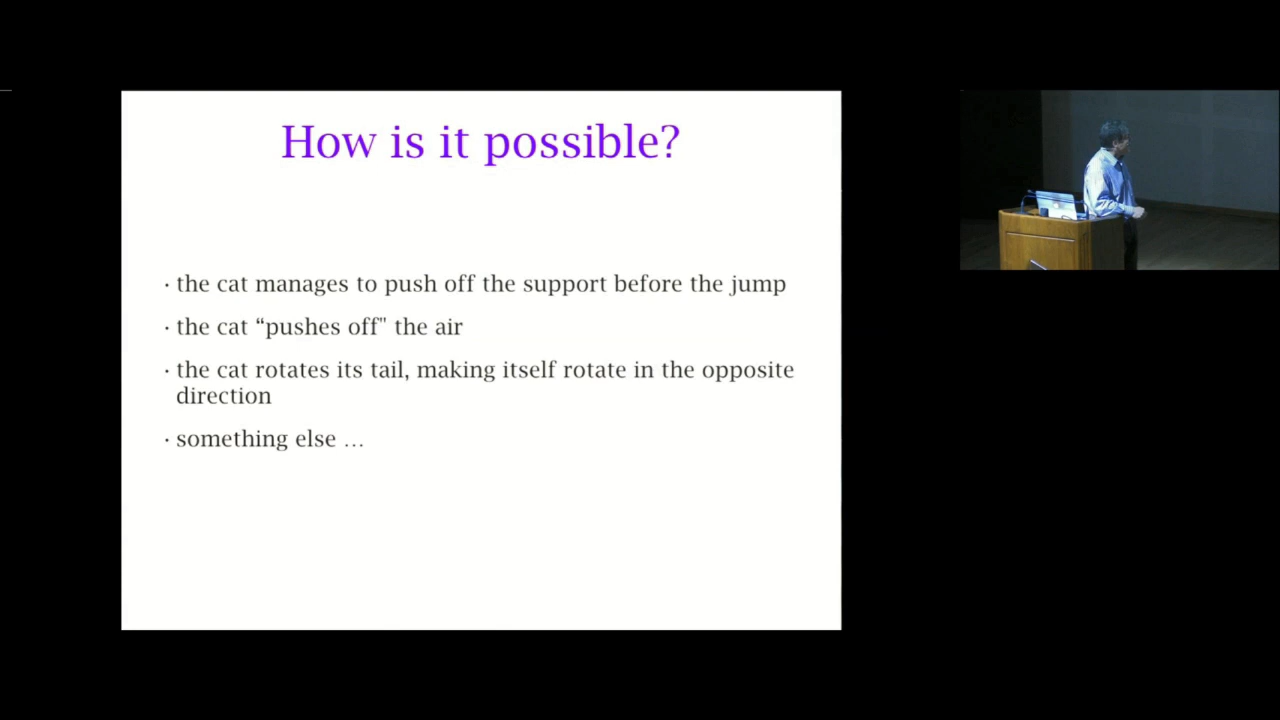 How is it possible?
· the cat manages to push off the support before the jump
· the cat “pushes off" the air
· the cat rotates its tail, making itself rotate in the opposite
direction
· something else …